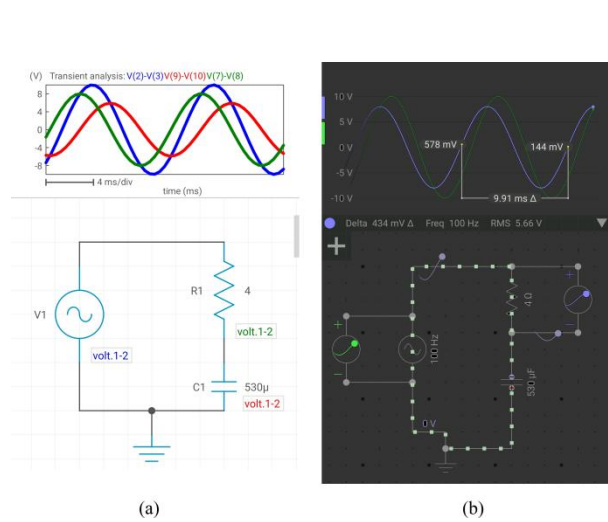 (V) Transient analysis: V(2)-V(3)V(9)-V(10)V(7)-V(8)
8
4
0
-4
-8
4 ms/div
time (ms)
R1 4
V1
volt.1-2
volt.1-2
C1 530µ
volt.1-2
(a)
10 V
5 V
0 V
-5 V
-10 V
578 mV
144 mV
9.91 ms Δ
Delta 434 mV Δ Freq 100 Hz RMS 5.66 V
+
+
−
100 Hz
4 Ω
+
−
530 µF
0 V
(b)